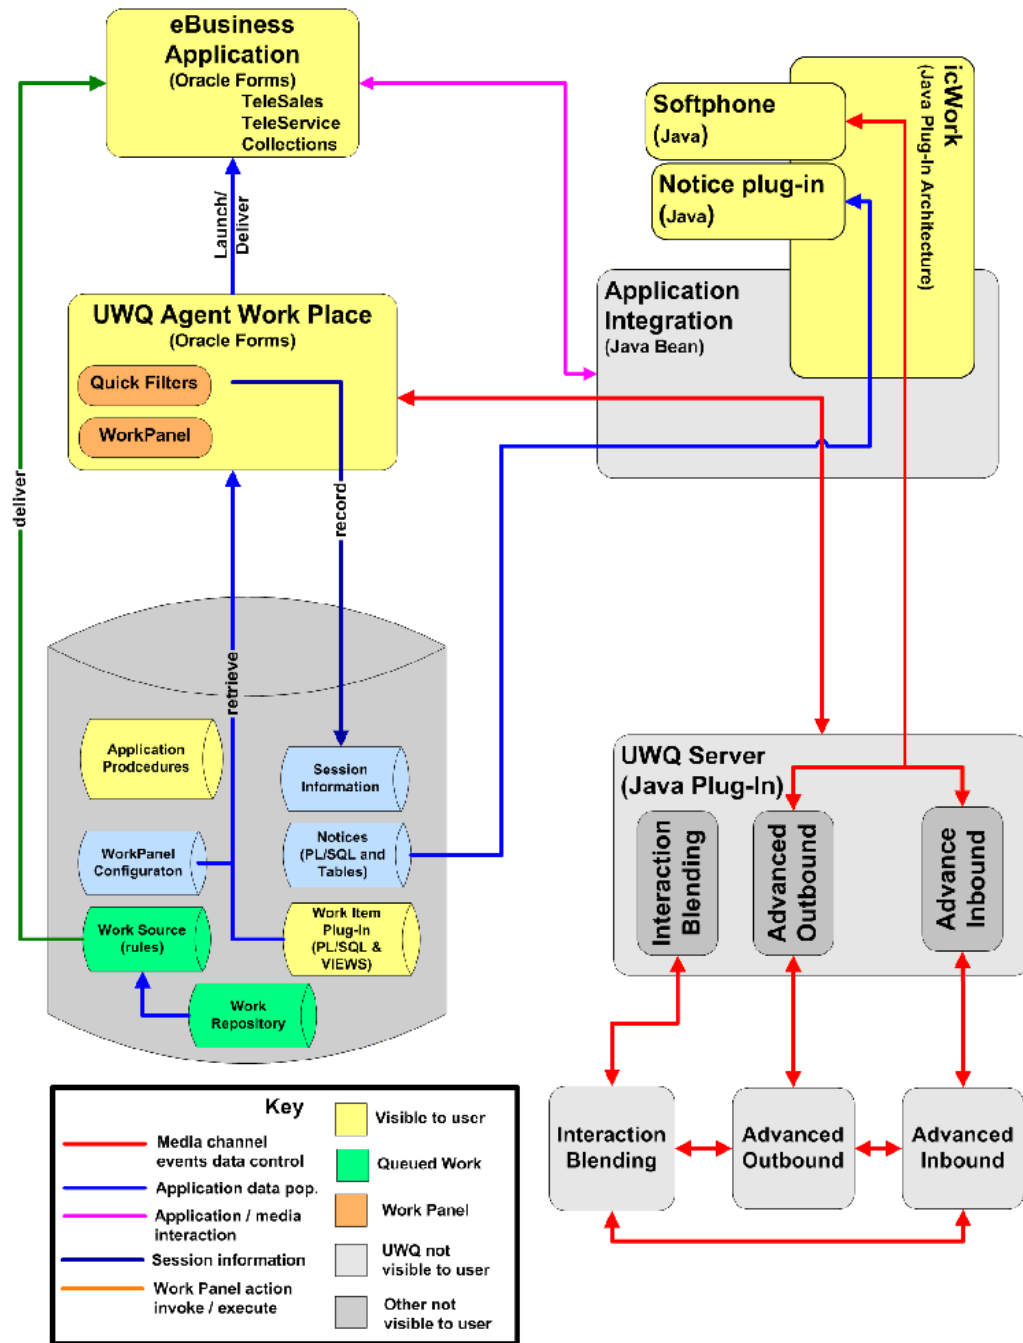 eBusiness
Application
(Oracle Forms)
TeleSales
TeleService
Collections
Softphone
(Java)
Notice plug-in
(Java)
icWork
(Java Plug-In Architecture)
Launch/
Deliver
Application
Integration
(Java Bean)
UWQ Agent Work Place
(Oracle Forms)
Quick Filters
WorkPanel
deliver
record
retrieve
Application
Prodcedures
Session
Information
WorkPanel
Configuraton
Notices
(PL/SQL and
Tables)
Work Source
(rules)
Work Item
Plug-In
(PL/SQL &
VIEWS)
Work
Repository
UWQ Server
(Java Plug-In)
Interaction
Blending
Advanced
Outbound
Advance
Inbound
Interaction
Blending
Advanced
Outbound
Advanced
Inbound
Key
Media channel
events data control
Application data pop.
Application / media
interaction
Session information
Work Panel action
invoke / execute
Visible to user
Queued Work
Work Panel
UWQ not
visible to user
Other not
visible to user